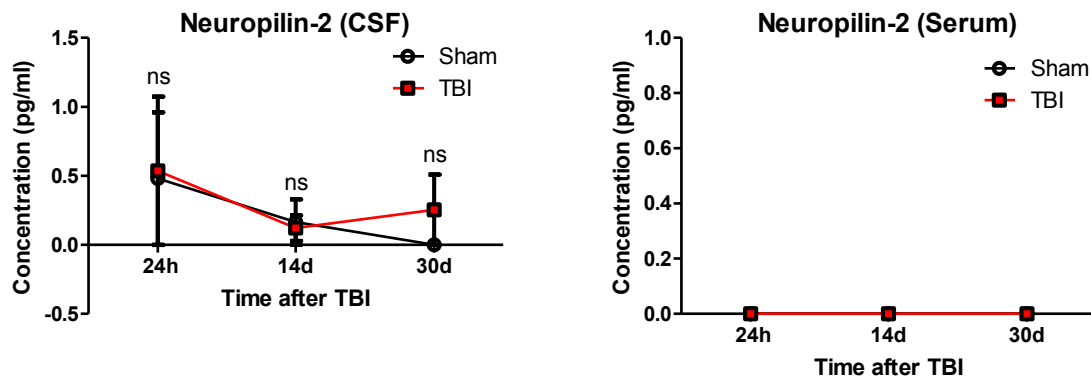 Neuropilin-2 (CSF)
1.5
1.0
0.5
0.0
-0.5
Concentration (pg/ml)
Sham
TBI
ns
ns
ns
24h
14d
30d
Time after TBI
Neuropilin-2 (Serum)
1.0
0.8
0.6
0.4
0.2
0.0
Concentration (pg/ml)
Sham
TBI
24h
14d
30d
Time after TBI